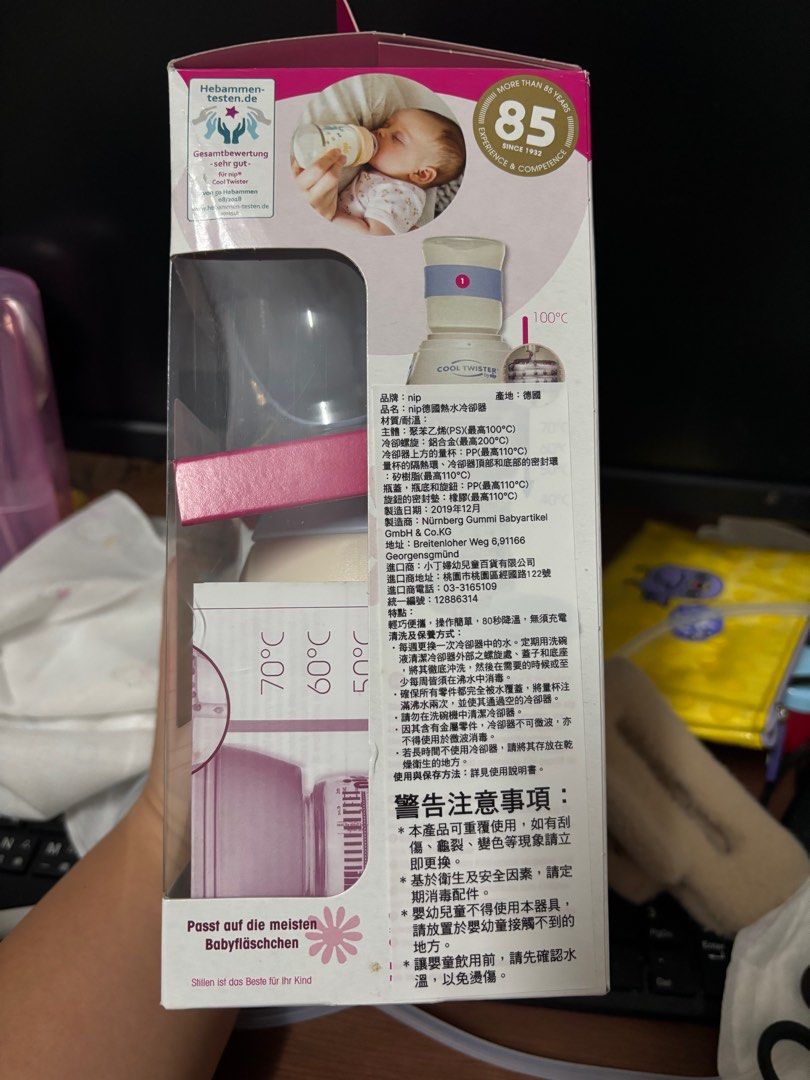 Hebammen-
testen.de
Gesamtbewertung
- sehr gut -
für nip®
Cool Twister
von 50 Hebammen
08/2018
www.hebammen-testen.de
MORE THAN 85 YEARS
85
SINCE 1932
EXPERIENCE & COMPETENCE
1
100°C
COOL TWISTER
by nip
品牌：nip 產地：德國
品名：nip德國熱水冷卻器
材質/耐溫：
主體：聚苯乙烯(PS)(最高100°C)
冷卻螺旋：鋁合金(最高200°C)
冷卻器上方的量杯：PP(最高110°C)
量杯的隔熱環、冷卻器頂部和底部的密封環
：矽樹脂(最高110°C)
瓶蓋，瓶底和旋鈕：PP(最高110°C)
旋鈕的密封墊：橡膠(最高110°C)
製造日期：2019年12月
製造商：Nürnberg Gummi Babyartikel
GmbH & Co.KG
地址：Breitenloher Weg 6,91166
Georgensgmünd
進口商：小丁婦幼兒童百貨有限公司
進口商地址：桃園市桃園區經國路122號
進口商電話：03-3165109
統一編號：12886314
特點：
輕巧便攜，操作簡單，80秒降溫，無須充電
清洗及保養方式：
・每週更換一次冷卻器中的水。定期用洗碗
液清潔冷卻器外部之螺旋處、蓋子和底座
，將其徹底沖洗，然後在需要的時候或至
少每周皆須在沸水中消毒。
・確保所有零件都完全被水覆蓋，將量杯注
滿沸水兩次，並使其通過空的冷卻器。
・請勿在洗碗機中清潔冷卻器。
・因其含有金屬零件，冷卻器不可微波，亦
不得使用於微波消毒。
・若長時間不使用冷卻器，請將其存放在乾
燥衛生的地方。
使用與保存方法：詳見使用說明書。
警告注意事項：
＊本產品可重覆使用，如有刮
傷、龜裂、變色等現象請立
即更換。
＊基於衛生及安全因素，請定
期消毒配件。
＊嬰幼兒童不得使用本器具，
請放置於嬰幼童接觸不到的
地方。
＊讓嬰童飲用前，請先確認水
溫，以免燙傷。
70°C
60°C
50°C
Passt auf die meisten
Babyfläschchen
Stillen ist das Beste für Ihr Kind
N
M
PgDn
Enter
Ctrl